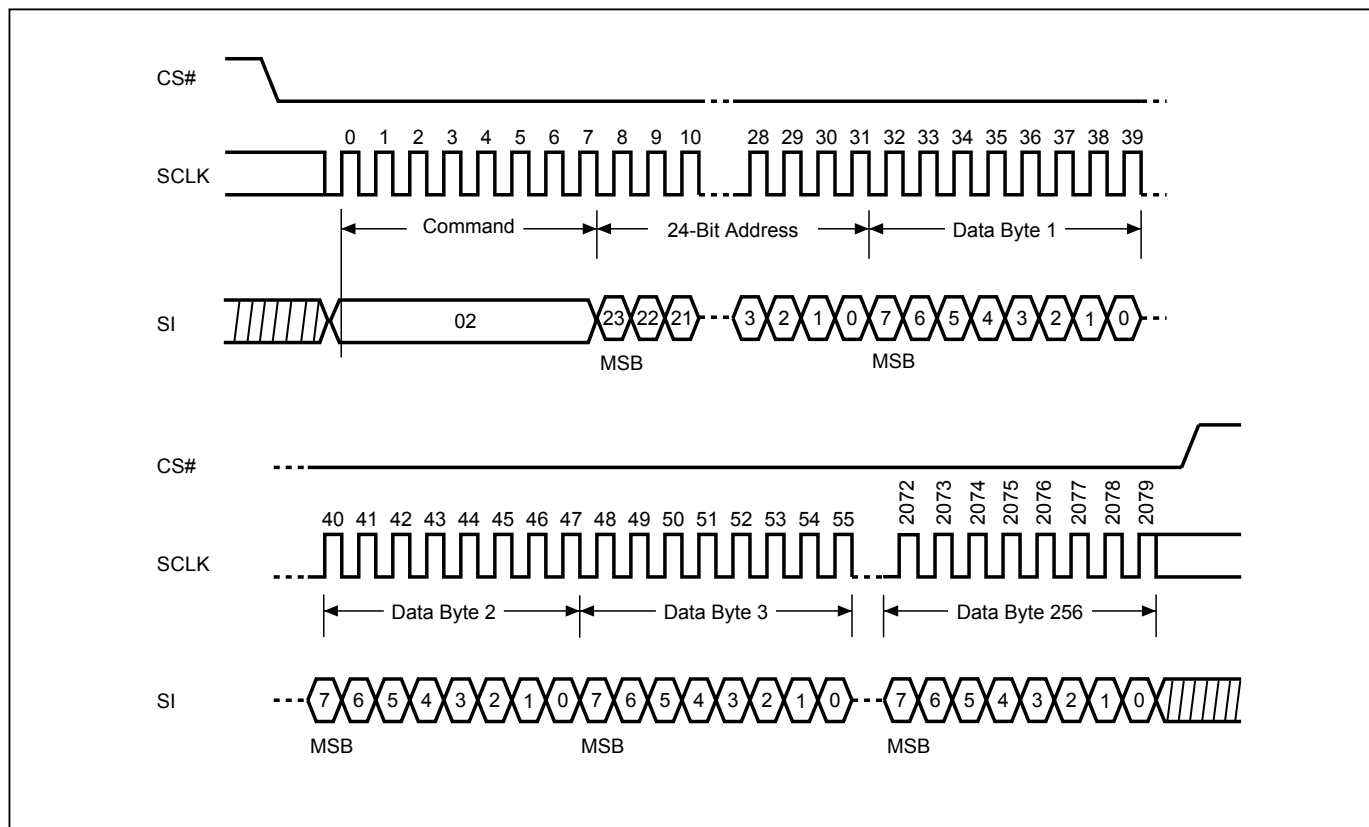 CS#
0 1 2 3 4 5 6 7 8 9 10 28 29 30 31 32 33 34 35 36 37 38 39
SCLK
Command 24-Bit Address Data Byte 1
SI 02 23 22 21 3 2 1 0 7 6 5 4 3 2 1 0
MSB MSB
CS#
40 41 42 43 44 45 46 47 48 49 50 51 52 53 54 55 2072 2073 2074 2075 2076 2077 2078 2079
SCLK
Data Byte 2 Data Byte 3 Data Byte 256
SI 7 6 5 4 3 2 1 0 7 6 5 4 3 2 1 0 7 6 5 4 3 2 1 0
MSB MSB MSB